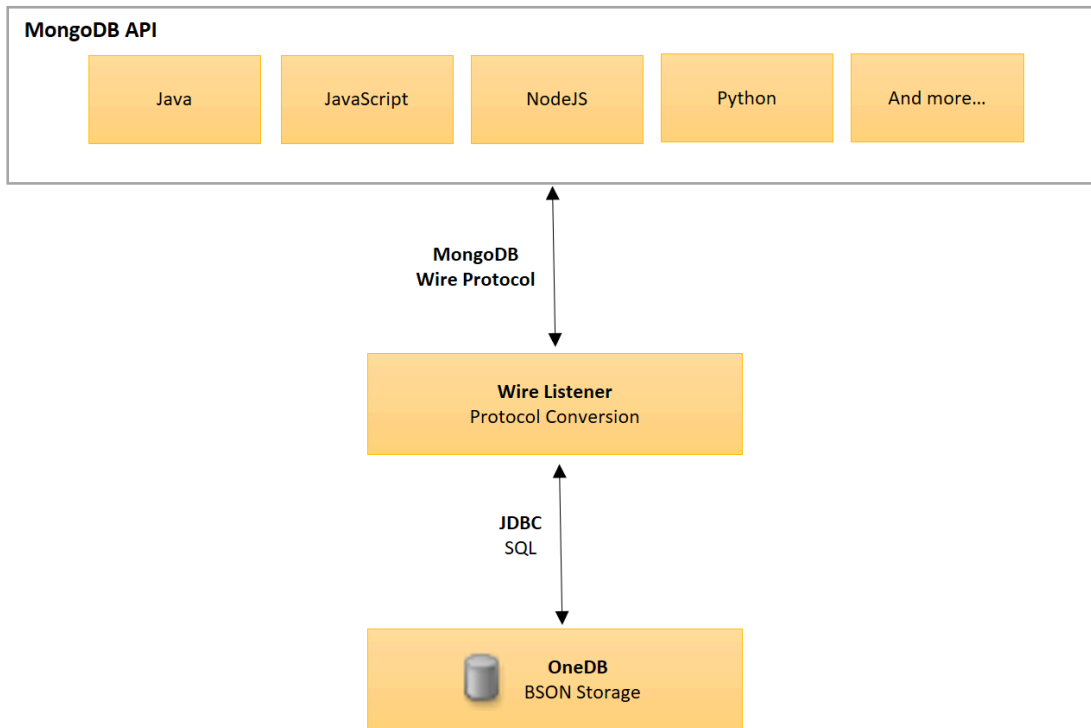 MongoDB API
Java
JavaScript
NodeJS
Python
And more...
MongoDB
Wire Protocol
Wire Listener
Protocol Conversion
JDBC
SQL
OneDB
BSON Storage